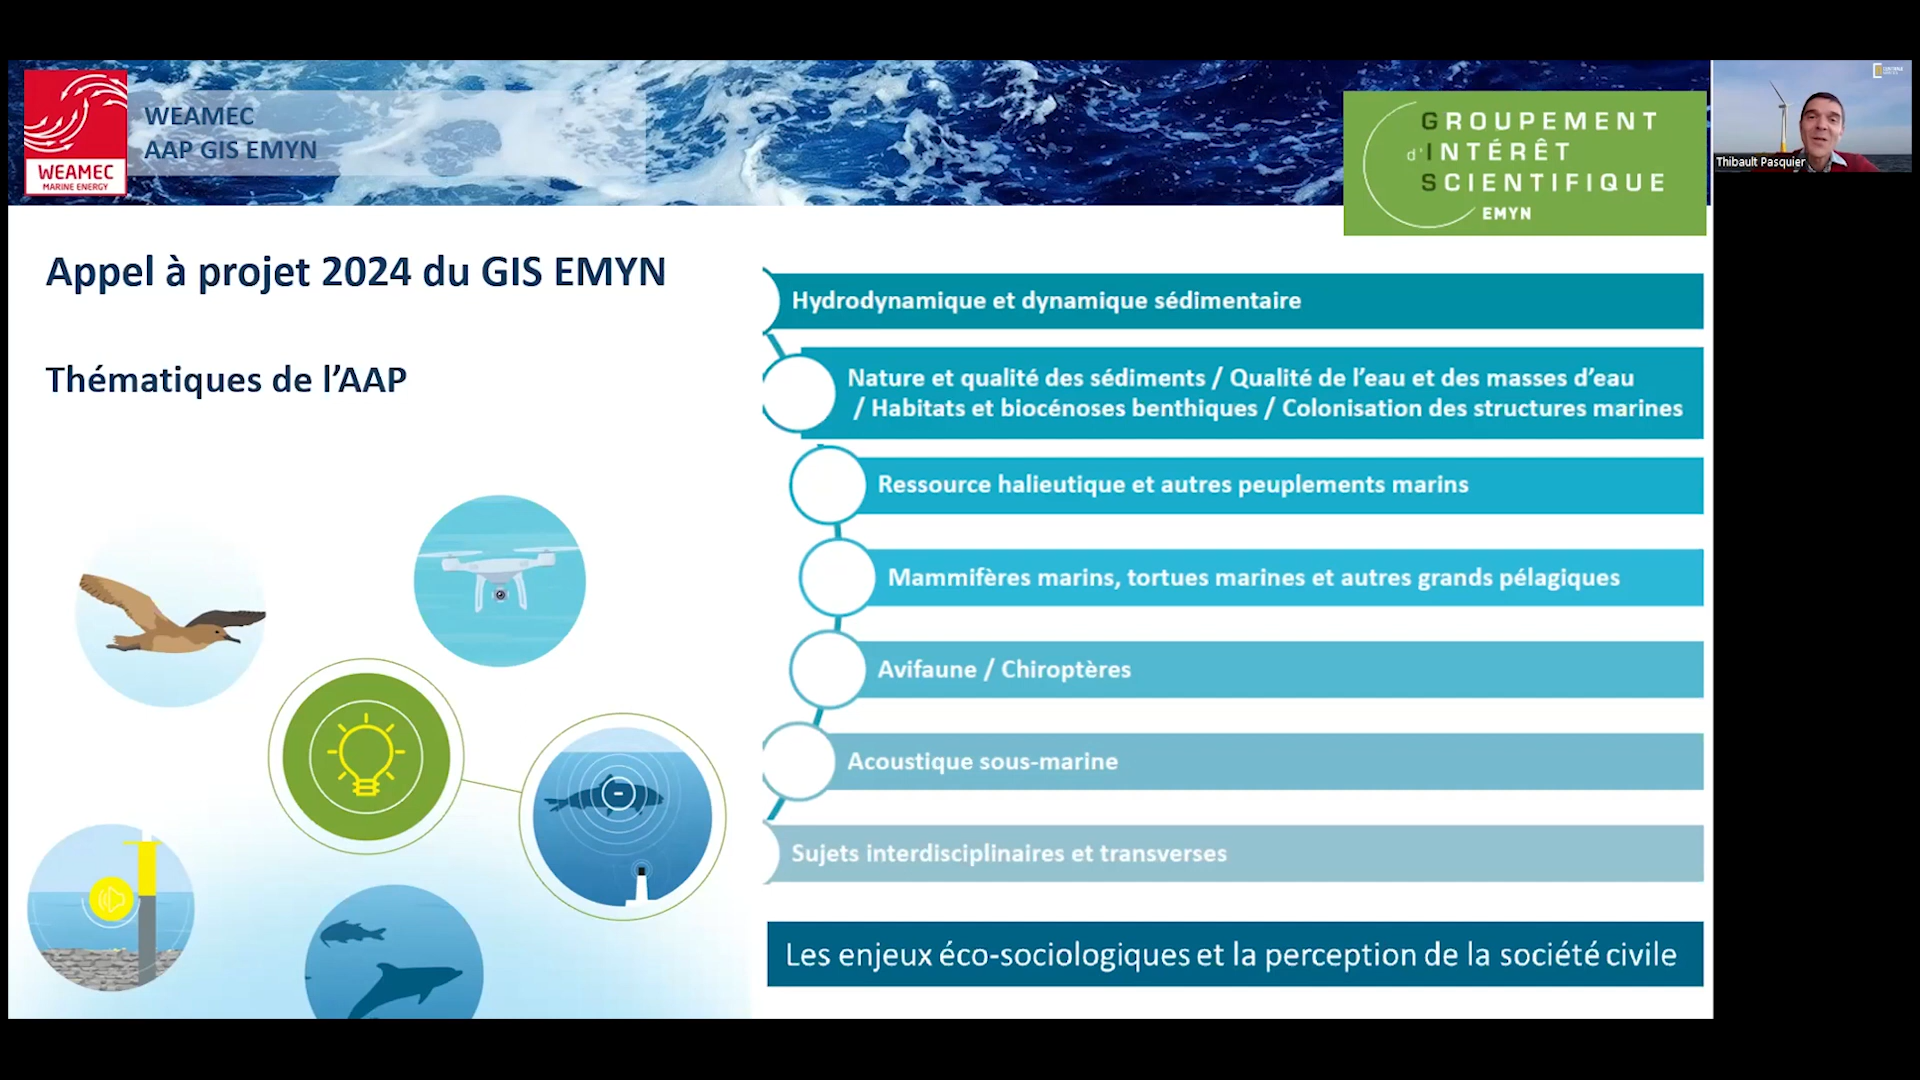 WEAMEC
AAP GIS EMYN
WEAMEC
MARINE ENERGY
GROUPEMENT
d'INTÉRÊT
SCIENTIFIQUE
EMYN
Thibault Pasquier
Appel à projet 2024 du GIS EMYN
Thématiques de l’AAP
Hydrodynamique et dynamique sédimentaire
Nature et qualité des sédiments / Qualité de l’eau et des masses d’eau
/ Habitats et biocénoses benthiques / Colonisation des structures marines
Ressource halieutique et autres peuplements marins
Mammifères marins, tortues marines et autres grands pélagiques
Avifaune / Chiroptères
Acoustique sous-marine
Sujets interdisciplinaires et transverses
Les enjeux éco-sociologiques et la perception de la société civile